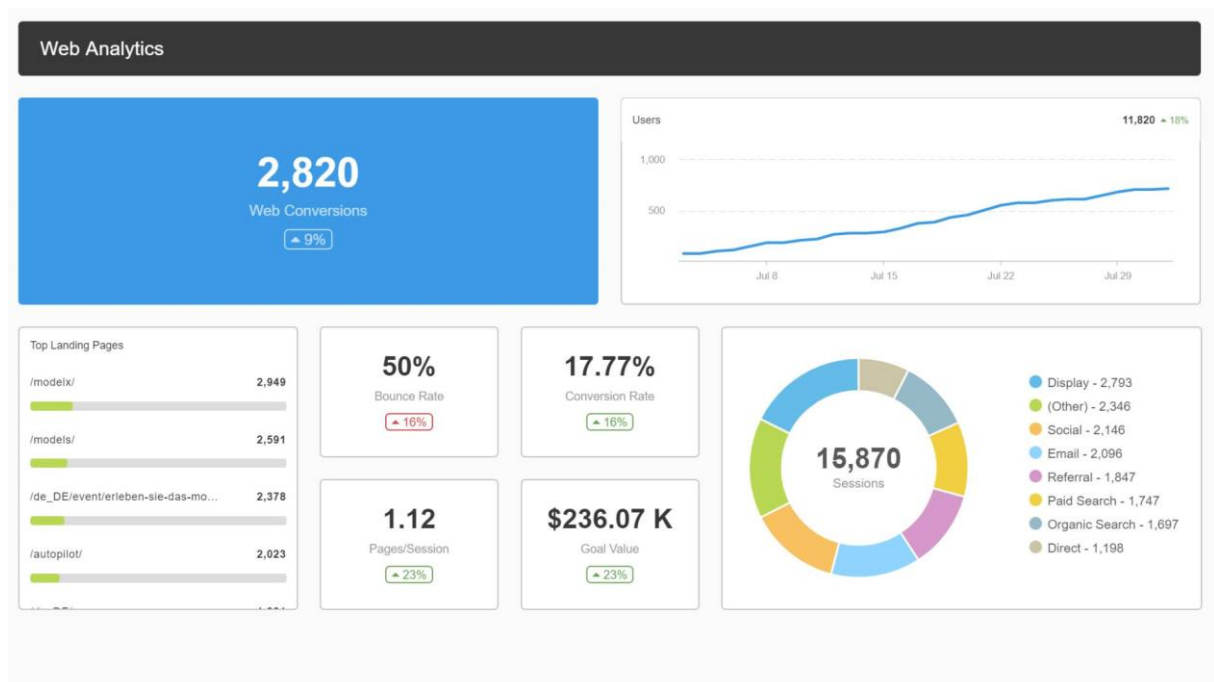 Web Analytics
2,820
Web Conversions
9%
Users
11,820 18%
1,000
500
Jul 8
Jul 15
Jul 22
Jul 29
Top Landing Pages
/modelx/ 2,949
/models/ 2,591
/de_DE/event/erleben-sie-das-mo... 2,378
/autopilot/ 2,023
50%
Bounce Rate
16%
17.77%
Conversion Rate
16%
1.12
Pages/Session
23%
$236.07 K
Goal Value
23%
15,870
Sessions
Display - 2,793
(Other) - 2,346
Social - 2,146
Email - 2,096
Referral - 1,847
Paid Search - 1,747
Organic Search - 1,697
Direct - 1,198